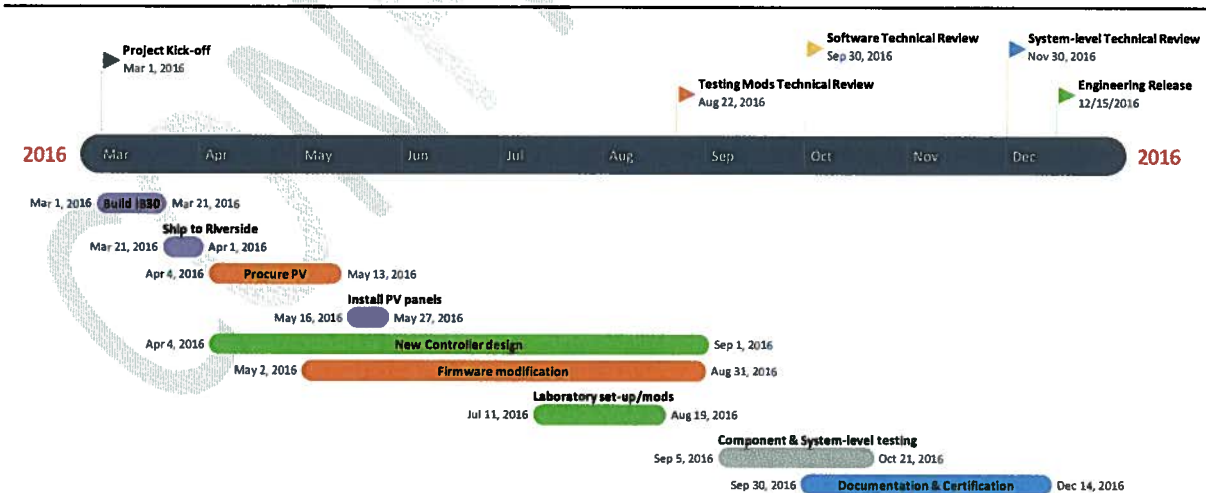 Project Kick-off
Mar 1, 2016
Software Technical Review
Sep 30, 2016
System-level Technical Review
Nov 30, 2016
Testing Mods Technical Review
Aug 22, 2016
Engineering Release
12/15/2016
2016 Mar Apr May Jun Jul Aug Sep Oct Nov Dec 2016
Mar 1, 2016 Build IB30 Mar 21, 2016
Ship to Riverside
Mar 21, 2016 Apr 1, 2016
Apr 4, 2016 Procure PV May 13, 2016
Install PV panels
May 16, 2016 May 27, 2016
Apr 4, 2016 New Controller design Sep 1, 2016
May 2, 2016 Firmware modification Aug 31, 2016
Laboratory set-up/mods
Jul 11, 2016 Aug 19, 2016
Component & System-level testing
Sep 5, 2016 Oct 21, 2016
Sep 30, 2016 Documentation & Certification Dec 14, 2016